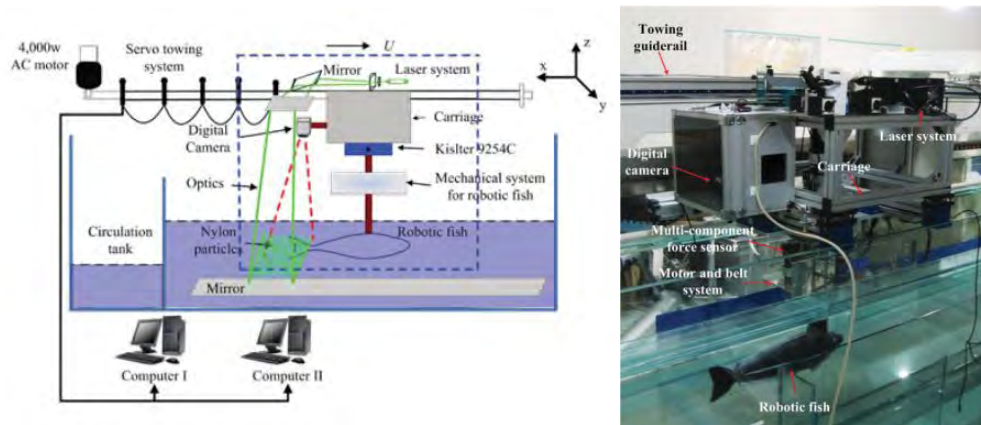 4,000w
AC motor
Servo towing
system
U
Mirror
Laser system
z
x
y
Digital
Camera
Carriage
Kislter 9254C
Optics
Mechanical system
for robotic fish
Circulation
tank
Nylon
particles
Robotic fish
Mirror
Computer I
Computer II
Towing
guiderail
Laser system
Digital
camera
Carriage
Multi-component
force sensor
Motor and belt
system
Robotic fish